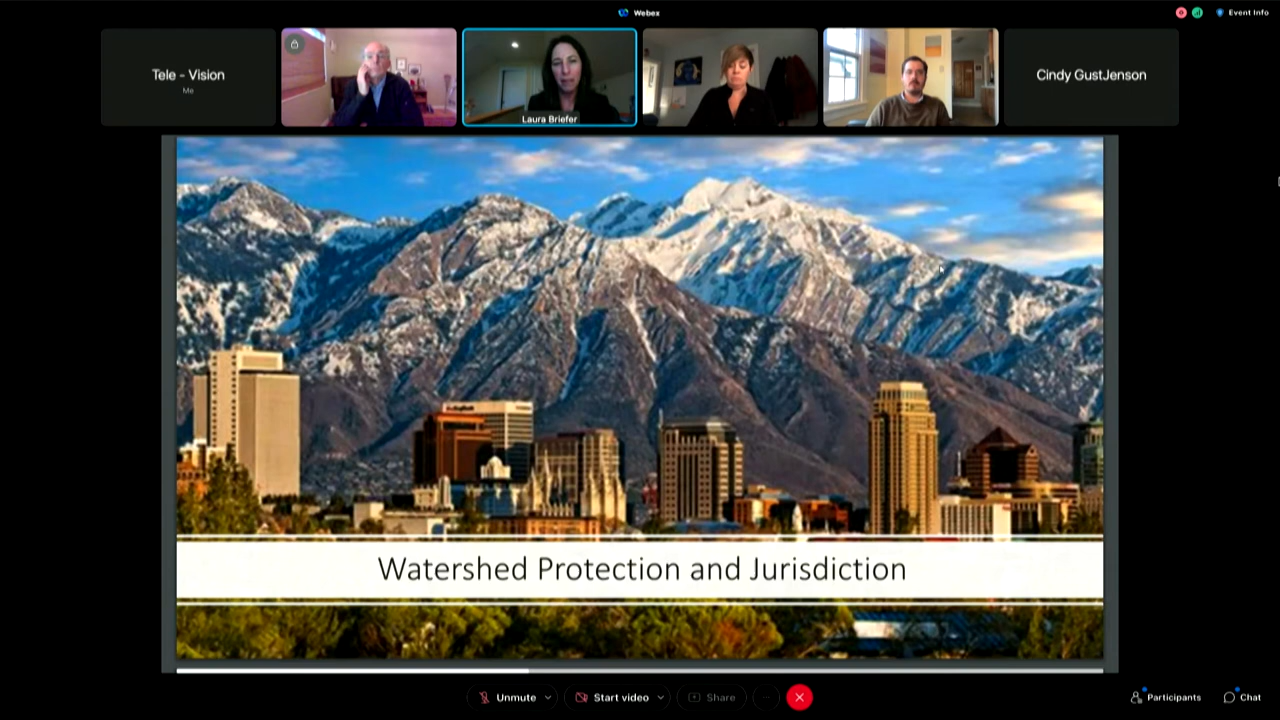 Webex
Event Info
Tele - Vision
Me
Laura Briefer
Cindy GustJenson
Watershed Protection and Jurisdiction
Unmute
Start video
Share
Participants
Chat